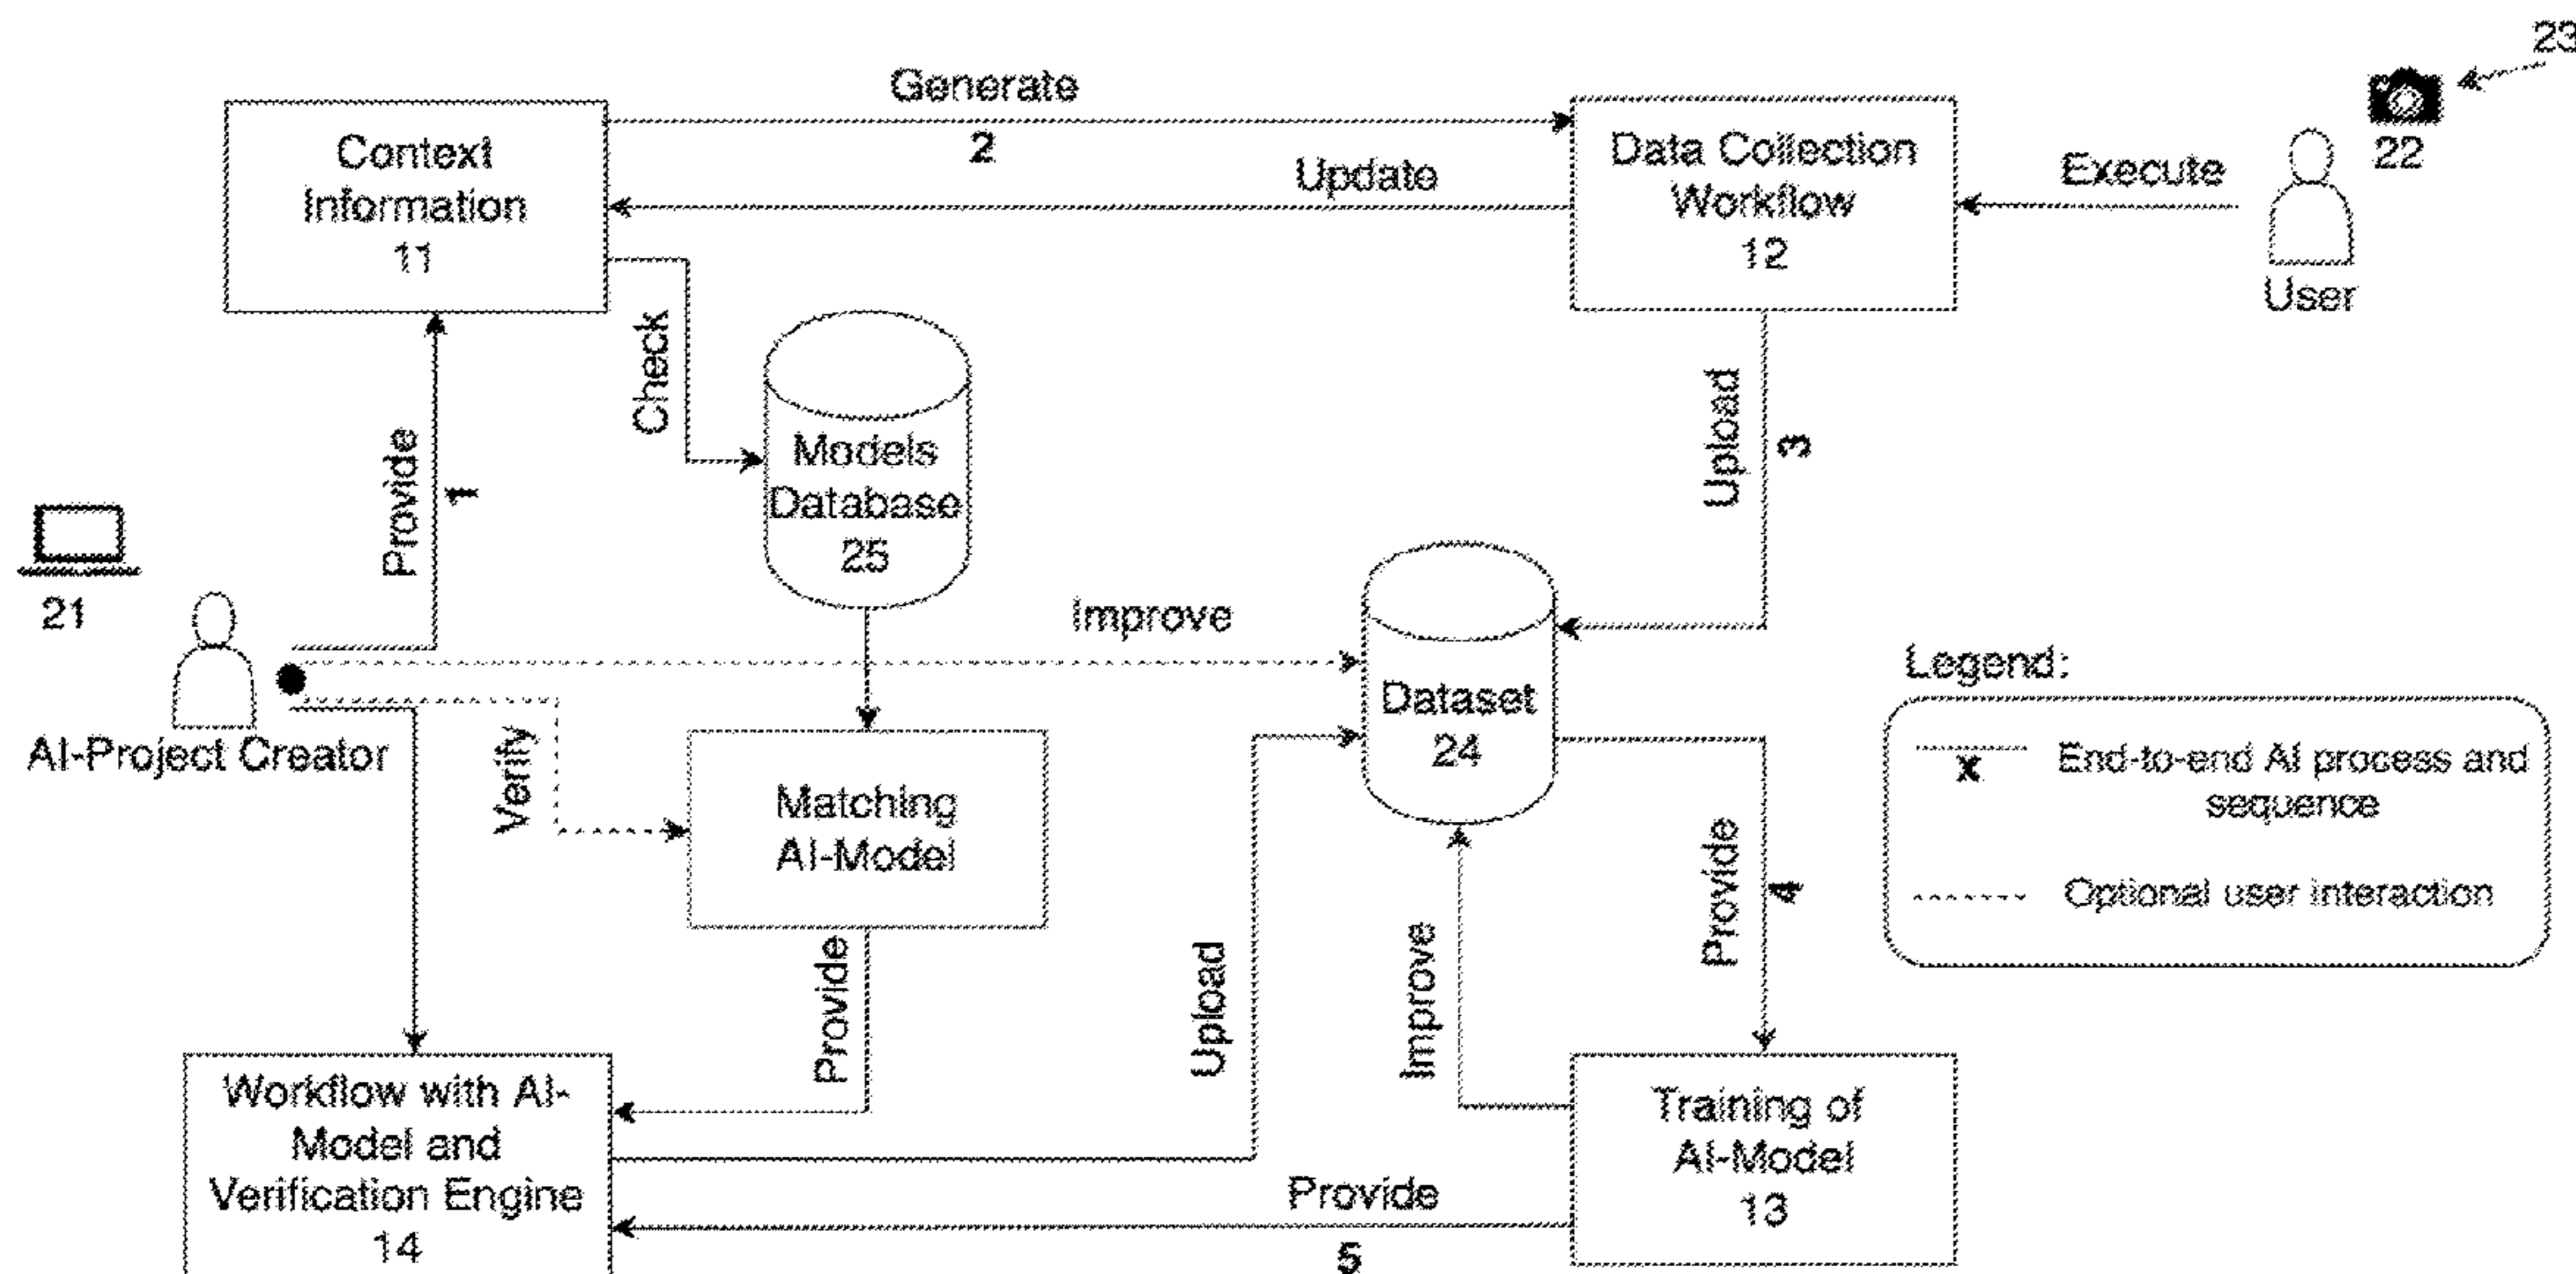 23
Generate
2
Context
Information
11
Update
Data Collection
Workflow
12
Execute
22
User
Check
Provide
1
Models
Database
25
Upload
3
21
AI-Project Creator
Improve
Verify
Dataset
24
Matching
AI-Model
Legend:
x
End-to-end AI process and
sequence
Optional user interaction
Provide
4
Provide
Upload
Improve
Workflow with AI-
Model and
Verification Engine
14
Training of
AI-Model
13
Provide
5